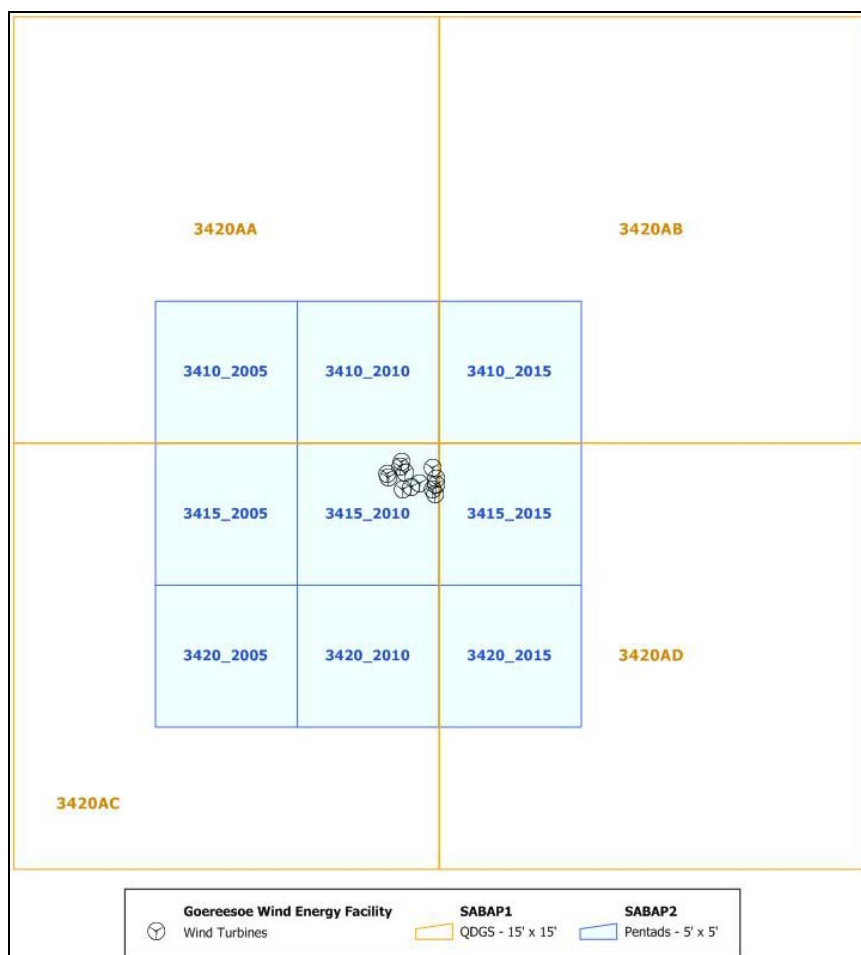 3420AA
3420AB
3410_2005
3410_2010
3410_2015
3415_2005
3415_2010
3415_2015
3420_2005
3420_2010
3420_2015
3420AD
3420AC
Goereesoe Wind Energy Facility
Wind Turbines
SABAP1
QDGS - 15' x 15'
SABAP2
Pentads - 5' x 5'